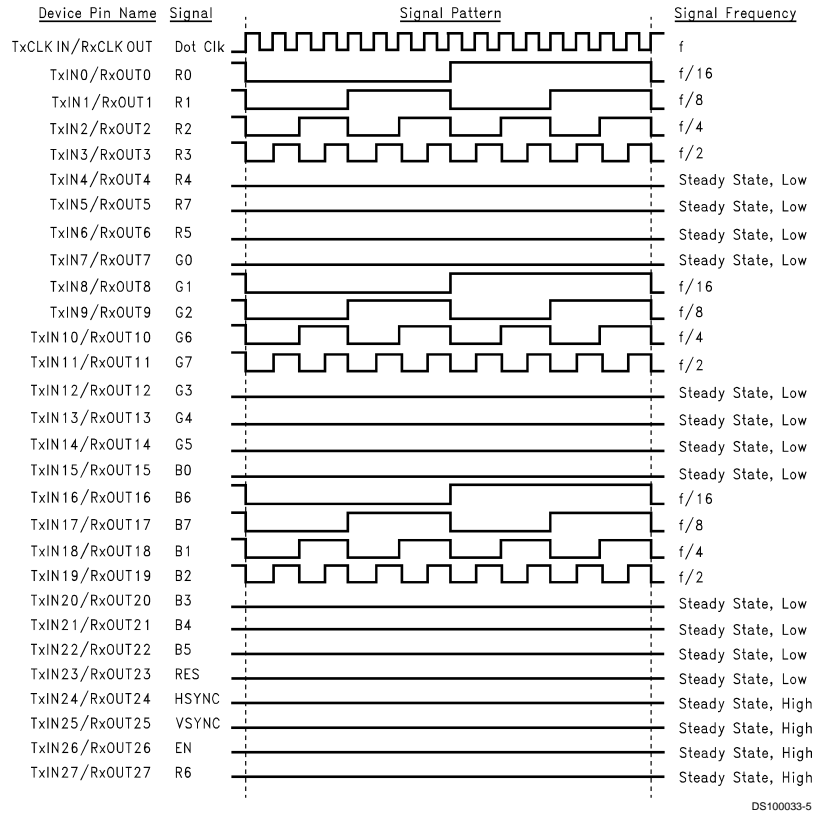 Device Pin Name Signal Signal Pattern Signal Frequency
TxCLK IN/RxCLK OUT Dot Clk f
TxIN0/RxOUT0 R0 f/16
TxIN1/RxOUT1 R1 f/8
TxIN2/RxOUT2 R2 f/4
TxIN3/RxOUT3 R3 f/2
TxIN4/RxOUT4 R4 Steady State, Low
TxIN5/RxOUT5 R7 Steady State, Low
TxIN6/RxOUT6 R5 Steady State, Low
TxIN7/RxOUT7 G0 Steady State, Low
TxIN8/RxOUT8 G1 f/16
TxIN9/RxOUT9 G2 f/8
TxIN10/RxOUT10 G6 f/4
TxIN11/RxOUT11 G7 f/2
TxIN12/RxOUT12 G3 Steady State, Low
TxIN13/RxOUT13 G4 Steady State, Low
TxIN14/RxOUT14 G5 Steady State, Low
TxIN15/RxOUT15 B0 Steady State, Low
TxIN16/RxOUT16 B6 f/16
TxIN17/RxOUT17 B7 f/8
TxIN18/RxOUT18 B1 f/4
TxIN19/RxOUT19 B2 f/2
TxIN20/RxOUT20 B3 Steady State, Low
TxIN21/RxOUT21 B4 Steady State, Low
TxIN22/RxOUT22 B5 Steady State, Low
TxIN23/RxOUT23 RES Steady State, Low
TxIN24/RxOUT24 HSYNC Steady State, High
TxIN25/RxOUT25 VSYNC Steady State, High
TxIN26/RxOUT26 EN Steady State, High
TxIN27/RxOUT27 R6 Steady State, High
DS100033-5